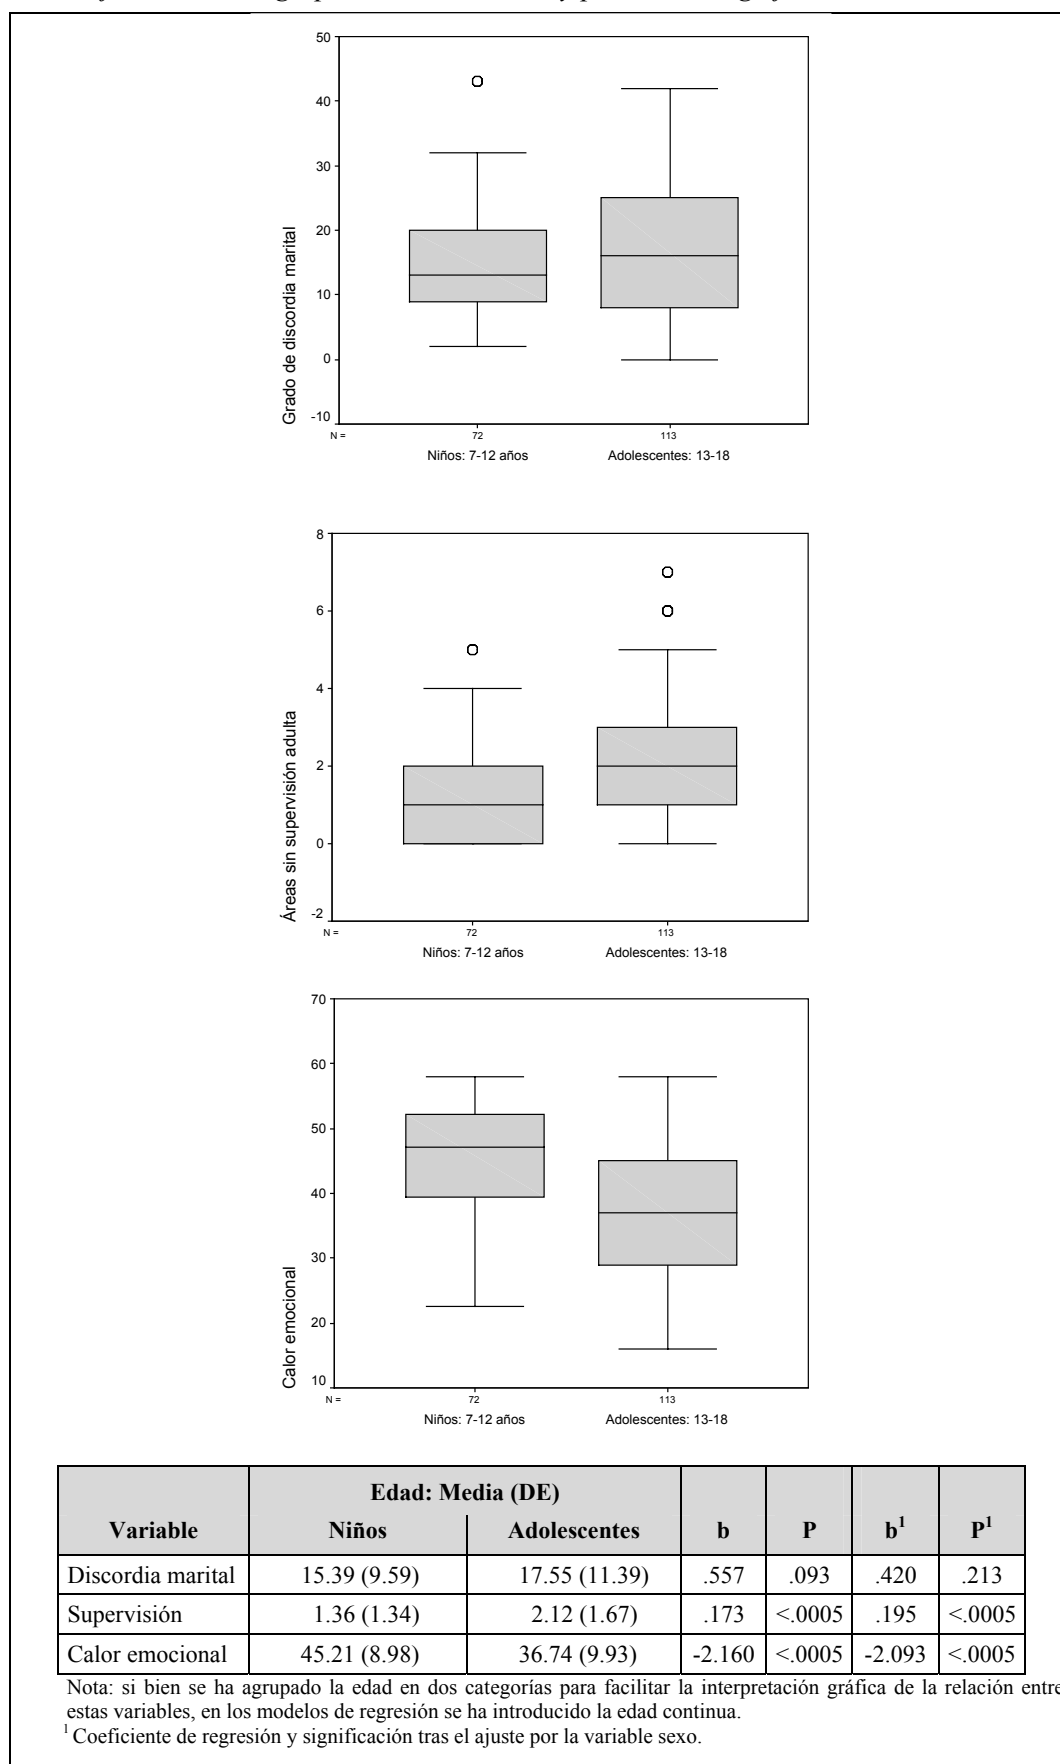 50
40
30
20
10
0
-10
Grado de discordia marital
N = 72 113
Niños: 7-12 años Adolescentes: 13-18
8
6
4
2
0
-2
Áreas sin supervisión adulta
N = 72 113
Niños: 7-12 años Adolescentes: 13-18
70
60
50
40
30
20
10
Calor emocional
N = 72 113
Niños: 7-12 años Adolescentes: 13-18
Edad: Media (DE)
Variable Niños Adolescentes b P b¹ P¹
Discordia marital 15.39 (9.59) 17.55 (11.39) .557 .093 .420 .213
Supervisión 1.36 (1.34) 2.12 (1.67) .173 <.0005 .195 <.0005
Calor emocional 45.21 (8.98) 36.74 (9.93) -2.160 <.0005 -2.093 <.0005
Nota: si bien se ha agrupado la edad en dos categorías para facilitar la interpretación gráfica de la relación entre
estas variables, en los modelos de regresión se ha introducido la edad continua.
¹ Coeficiente de regresión y significación tras el ajuste por la variable sexo.